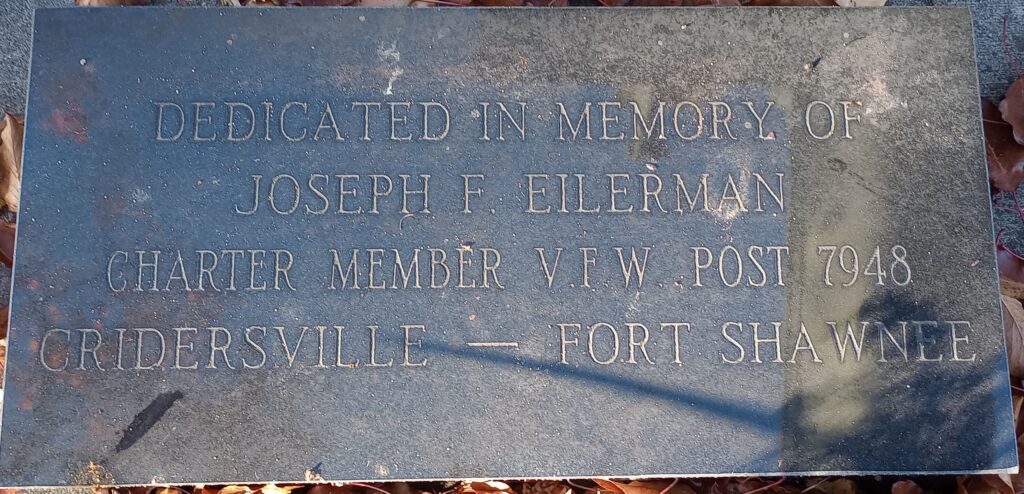 DEDICATED IN MEMORY OF
JOSEPH F. EILERMAN
CHARTER MEMBER V.F.W. POST 7948
CRIDERSVILLE — FORT SHAWNEE